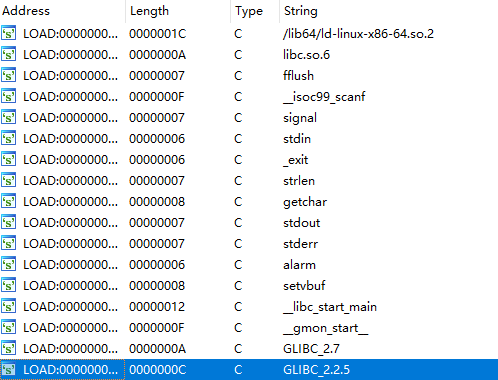 Address Length Type String
's' LOAD:0000000... 0000001C C /lib64/ld-linux-x86-64.so.2
's' LOAD:0000000... 0000000A C libc.so.6
's' LOAD:0000000... 00000007 C fflush
's' LOAD:0000000... 0000000F C __isoc99_scanf
's' LOAD:0000000... 00000007 C signal
's' LOAD:0000000... 00000006 C stdin
's' LOAD:0000000... 00000006 C _exit
's' LOAD:0000000... 00000007 C strlen
's' LOAD:0000000... 00000008 C getchar
's' LOAD:0000000... 00000007 C stdout
's' LOAD:0000000... 00000007 C stderr
's' LOAD:0000000... 00000006 C alarm
's' LOAD:0000000... 00000008 C setvbuf
's' LOAD:0000000... 00000012 C __libc_start_main
's' LOAD:0000000... 0000000F C __gmon_start__
's' LOAD:0000000... 0000000A C GLIBC_2.7
's' LOAD:0000000... 0000000C C GLIBC_2.2.5